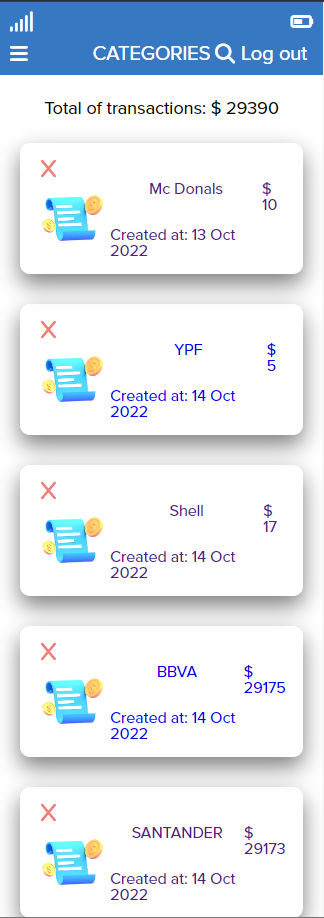 CATEGORIES Log out
Total of transactions: $ 29390
X
Mc Donals $
10
Created at: 13 Oct
2022
X
YPF $
5
Created at: 14 Oct
2022
X
Shell $
17
Created at: 14 Oct
2022
X
BBVA $
29175
Created at: 14 Oct
2022
X
SANTANDER $
29173
Created at: 14 Oct
2022